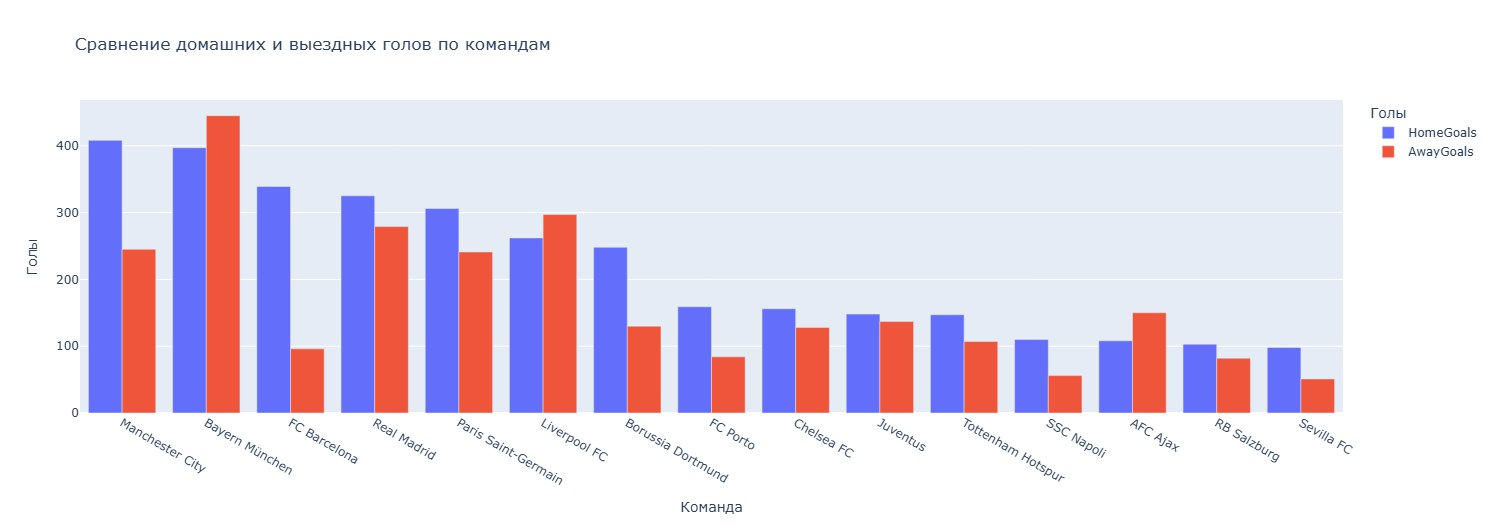 Сравнение домашних и выездных голов по командам
Голы
HomeGoals
AwayGoals
400
300
200
100
0
Голы
Manchester City
Bayern München
FC Barcelona
Real Madrid
Paris Saint-Germain
Liverpool FC
Borussia Dortmund
FC Porto
Chelsea FC
Juventus
Tottenham Hotspur
SSC Napoli
AFC Ajax
RB Salzburg
Sevilla FC
Команда